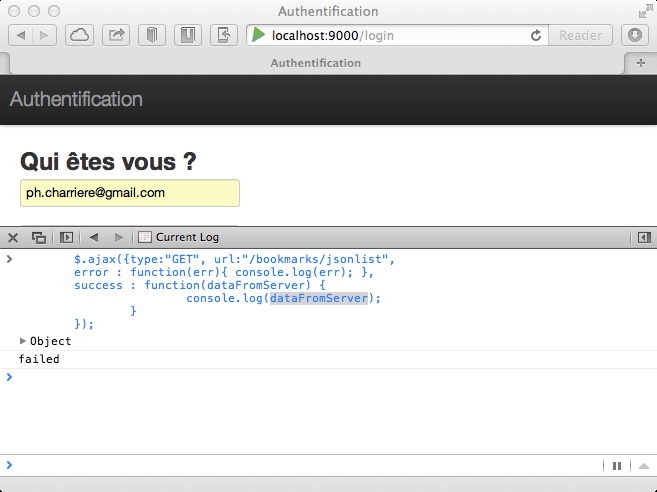 Authentification
localhost:9000/login
Reader
Authentification
Authentification
Qui êtes vous ?
ph.charriere@gmail.com
Current Log
$.ajax({type:"GET", url:"/bookmarks/jsonlist",
error : function(err){ console.log(err); },
success : function(dataFromServer) {
console.log(dataFromServer);
}
});
Object
failed